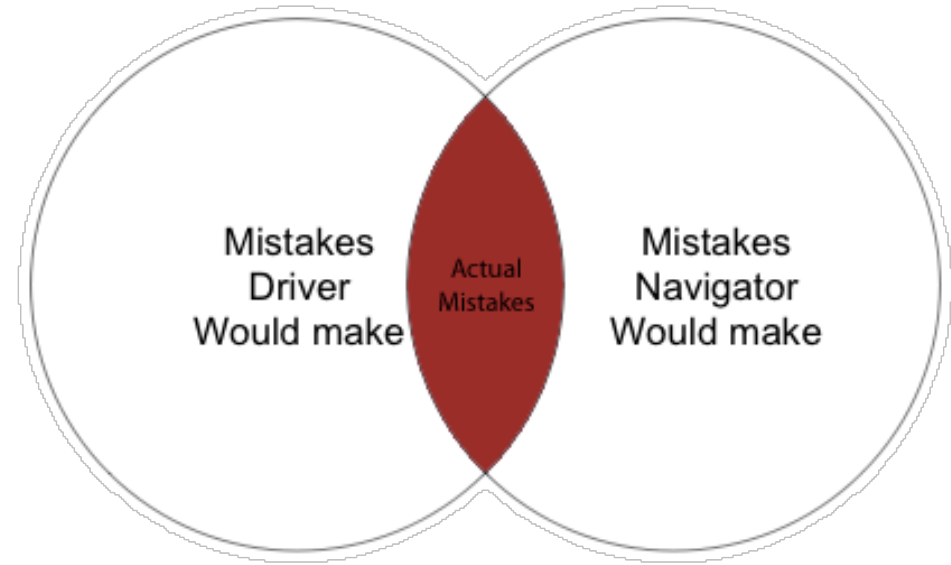 Mistakes
Driver
Would make
Actual
Mistakes
Mistakes
Navigator
Would make